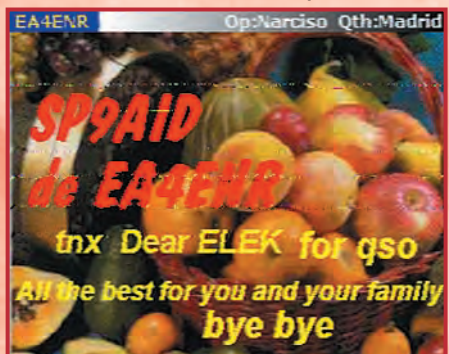 EA4ENR Op:Narciso Qth:Madrid
SP9AiD
de EA4ENR
tnx Dear ELEK for qso
All the best for you and your family
bye bye